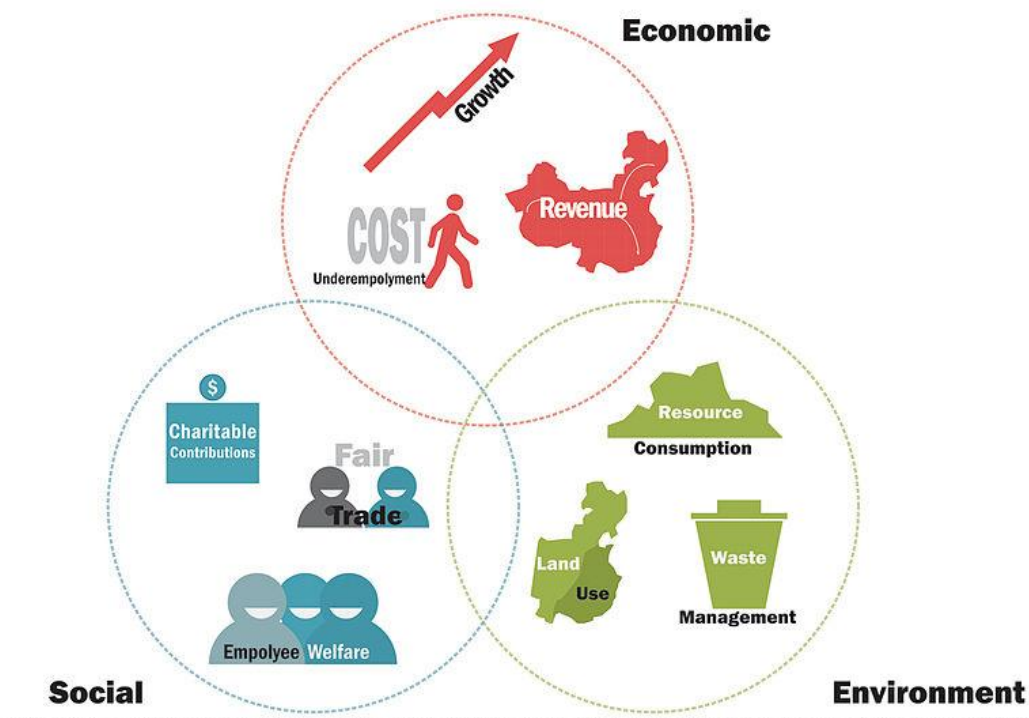 Economic
Growth
Revenue
COST
Underempolyment
$
Charitable
Contributions
Fair
Trade
Empolyee Welfare
Social
Resource
Consumption
Land
Use
Waste
Management
Environment